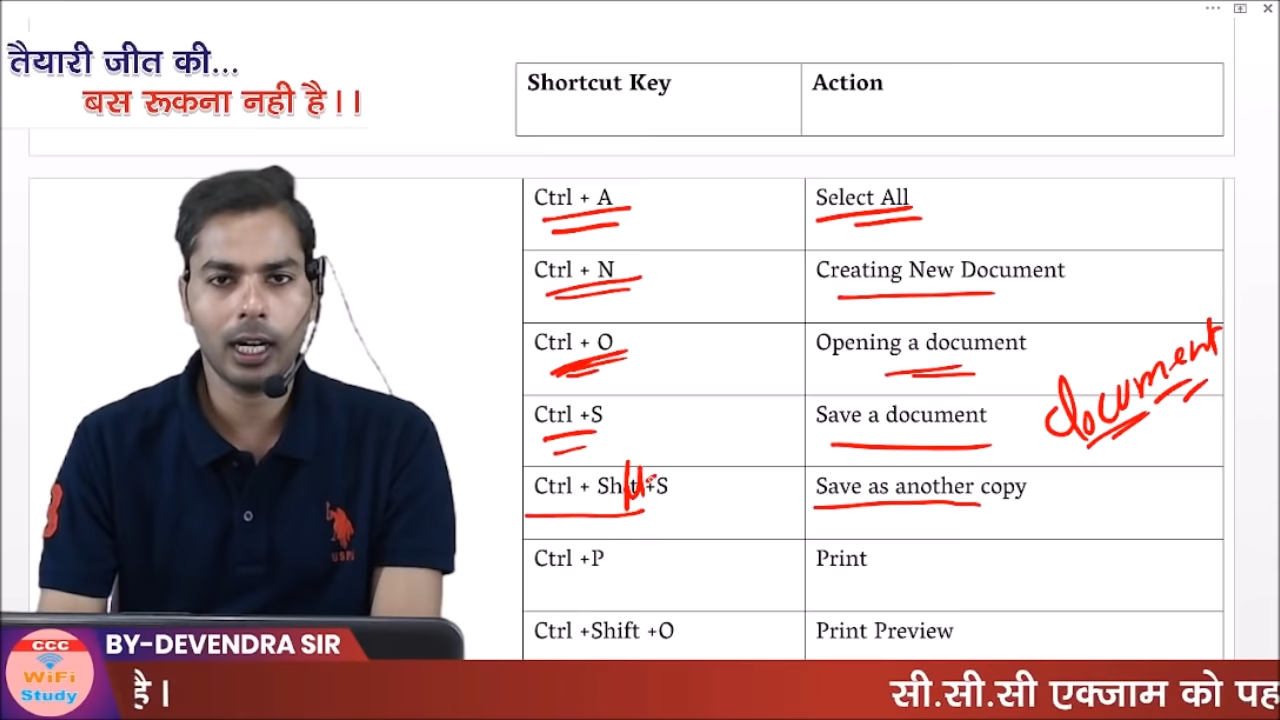 तैयारी जीत की...
बस रूकना नही है।।
Shortcut Key Action
Ctrl + A Select All
Ctrl + N Creating New Document
Ctrl + O Opening a document
document
Ctrl +S Save a document
Ctrl + +S Save as another copy
Ctrl +P Print
Ctrl +Shift +O Print Preview
BY-DEVENDRA SIR
CCC
WiFi
Study
है। सी.सी.सी एक्जाम को पह